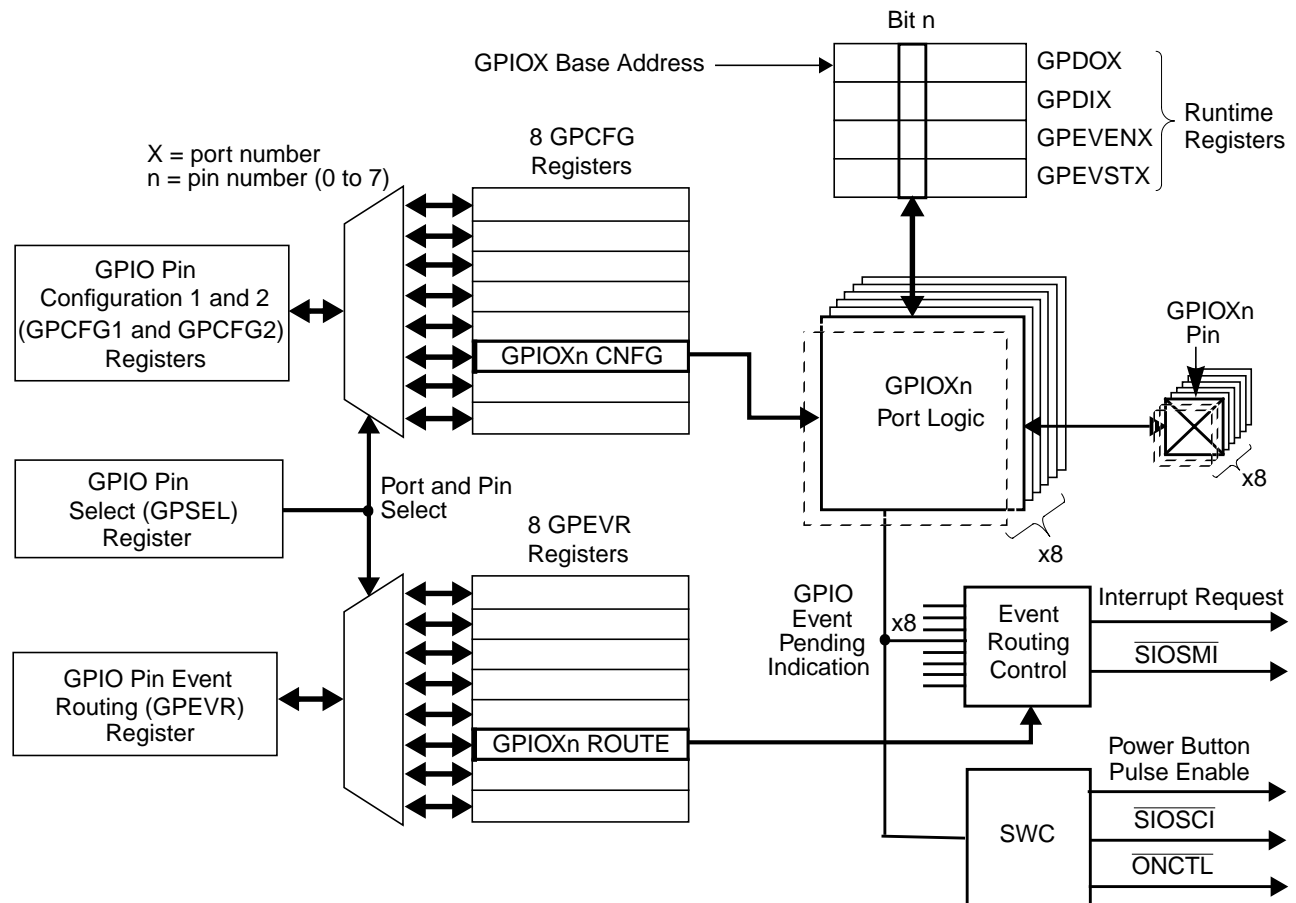 Bit n
GPIOX Base Address
GPDOX
GPDIX
GPEVENX
GPEVSTX
Runtime
Registers
X = port number
n = pin number (0 to 7)
8 GPCFG
Registers
GPIO Pin
Configuration 1 and 2
(GPCFG1 and GPCFG2)
Registers
GPIOXn CNFG
GPIOXn
Port Logic
x8
GPIOXn
Pin
x8
GPIO Pin
Select (GPSEL)
Register
Port and Pin
Select
8 GPEVR
Registers
GPIO Pin Event
Routing (GPEVR)
Register
GPIOXn ROUTE
GPIO
Event
Pending
Indication
x8
Event
Routing
Control
Interrupt Request
SIOSMI
SWC
Power Button
Pulse Enable
SIOSCI
ONCTL